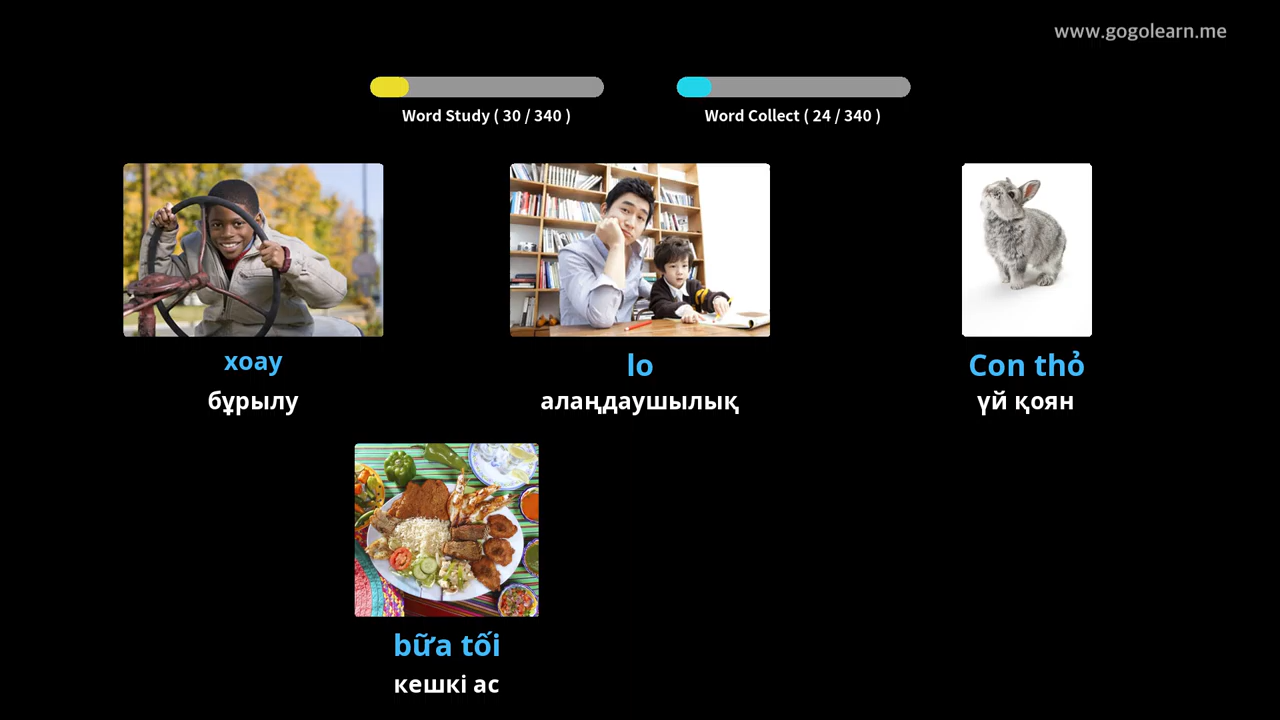 www.gogolearn.me
Word Study ( 30 / 340 )
Word Collect ( 24 / 340 )
xoay
бұрылу
lo
алаңдаушылық
Con thỏ
үй қоян
bữa tối
кешкі ас